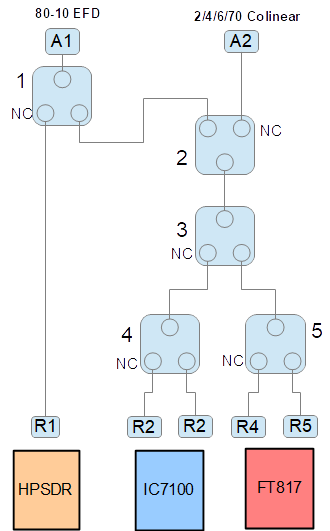 80-10 EFD
2/4/6/70 Colinear
A1
A2
1
NC
NC
2
3
NC
4
5
NC
NC
R1
R2
R2
R4
R5
HPSDR
IC7100
FT817